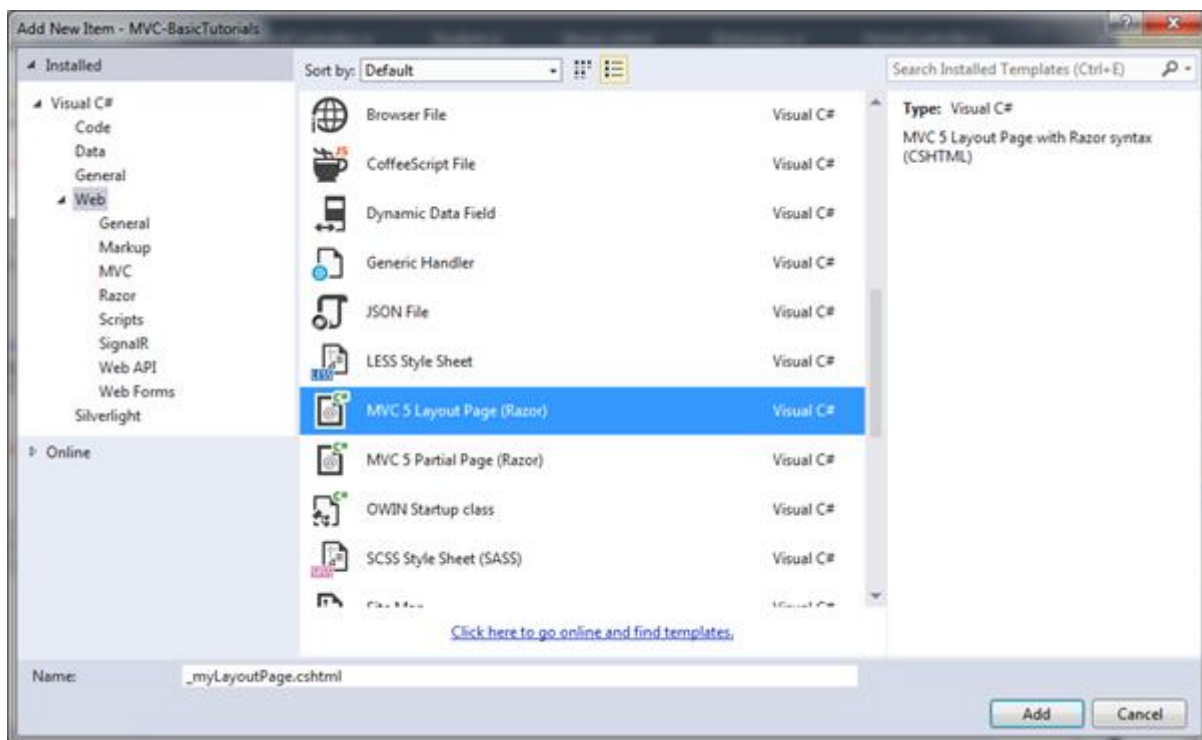 Add New Item - MVC-BasicTutorials
Installed
Sort by: Default
Search Installed Templates (Ctrl+E)
Visual C#
Code
Data
General
Web
General
Markup
MVC
Razor
Scripts
SignalR
Web API
Web Forms
Silverlight
Online
Browser File Visual C#
CoffeeScript File Visual C#
Dynamic Data Field Visual C#
Generic Handler Visual C#
JSON File Visual C#
LESS Style Sheet Visual C#
MVC 5 Layout Page (Razor) Visual C#
MVC 5 Partial Page (Razor) Visual C#
OWIN Startup class Visual C#
SCSS Style Sheet (SASS) Visual C#
Site Map Visual C#
Click here to go online and find templates.
Type: Visual C#
MVC 5 Layout Page with Razor syntax
(CSHTML)
Name: _myLayoutPage.cshtml
Add Cancel